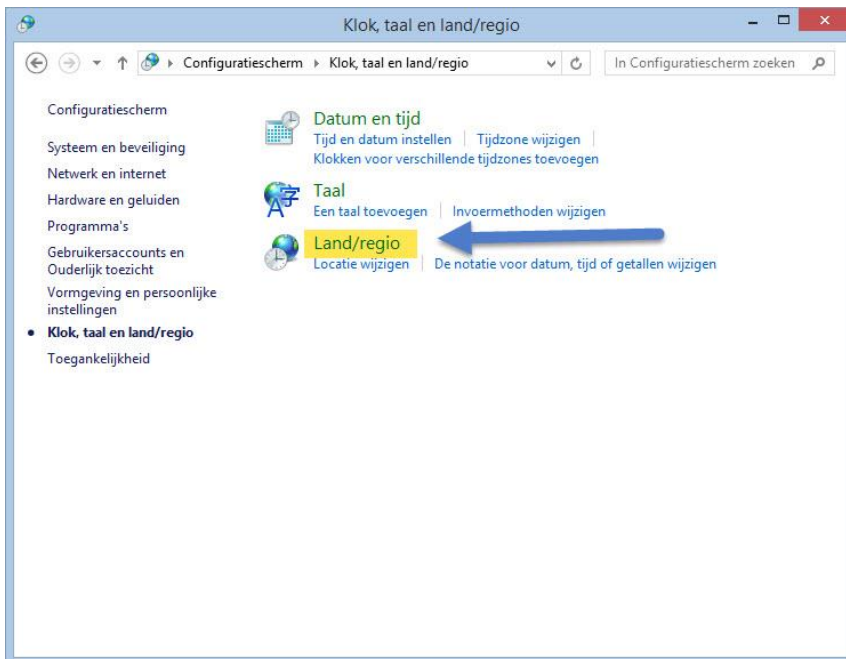 Klok, taal en land/regio
Configuratiescherm Klok, taal en land/regio In Configuratiescherm zoeken
Configuratiescherm
Systeem en beveiliging
Netwerk en internet
Hardware en geluiden
Programma's
Gebruikersaccounts en
Ouderlijk toezicht
Vormgeving en persoonlijke
instellingen
Klok, taal en land/regio
Toegankelijkheid
Datum en tijd
Tijd en datum instellen Tijdzone wijzigen
Klokken voor verschillende tijdzones toevoegen
Taal
Een taal toevoegen Invoermethoden wijzigen
Land/regio
Locatie wijzigen De notatie voor datum, tijd of getallen wijzigen